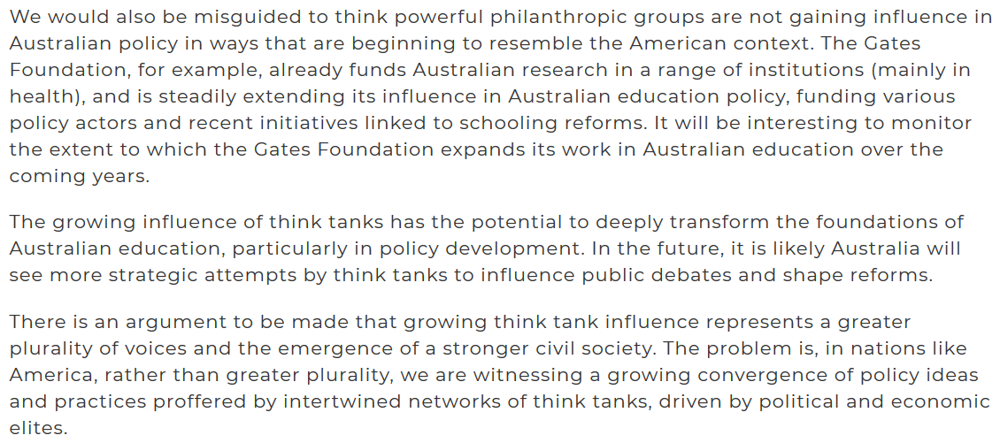 We would also be misguided to think powerful philanthropic groups are not gaining influence in
Australian policy in ways that are beginning to resemble the American context. The Gates
Foundation, for example, already funds Australian research in a range of institutions (mainly in
health), and is steadily extending its influence in Australian education policy, funding various
policy actors and recent initiatives linked to schooling reforms. It will be interesting to monitor
the extent to which the Gates Foundation expands its work in Australian education over the
coming years.
The growing influence of think tanks has the potential to deeply transform the foundations of
Australian education, particularly in policy development. In the future, it is likely Australia will
see more strategic attempts by think tanks to influence public debates and shape reforms.
There is an argument to be made that growing think tank influence represents a greater
plurality of voices and the emergence of a stronger civil society. The problem is, in nations like
America, rather than greater plurality, we are witnessing a growing convergence of policy ideas
and practices proffered by intertwined networks of think tanks, driven by political and economic
elites.